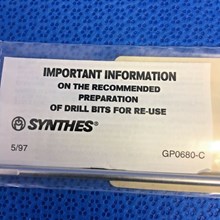 IMPORTANT INFORMATION
ON THE RECOMMENDED
PREPARATION
OF DRILL BITS FOR RE-USE
SYNTHES®
5/97 GP0680-C